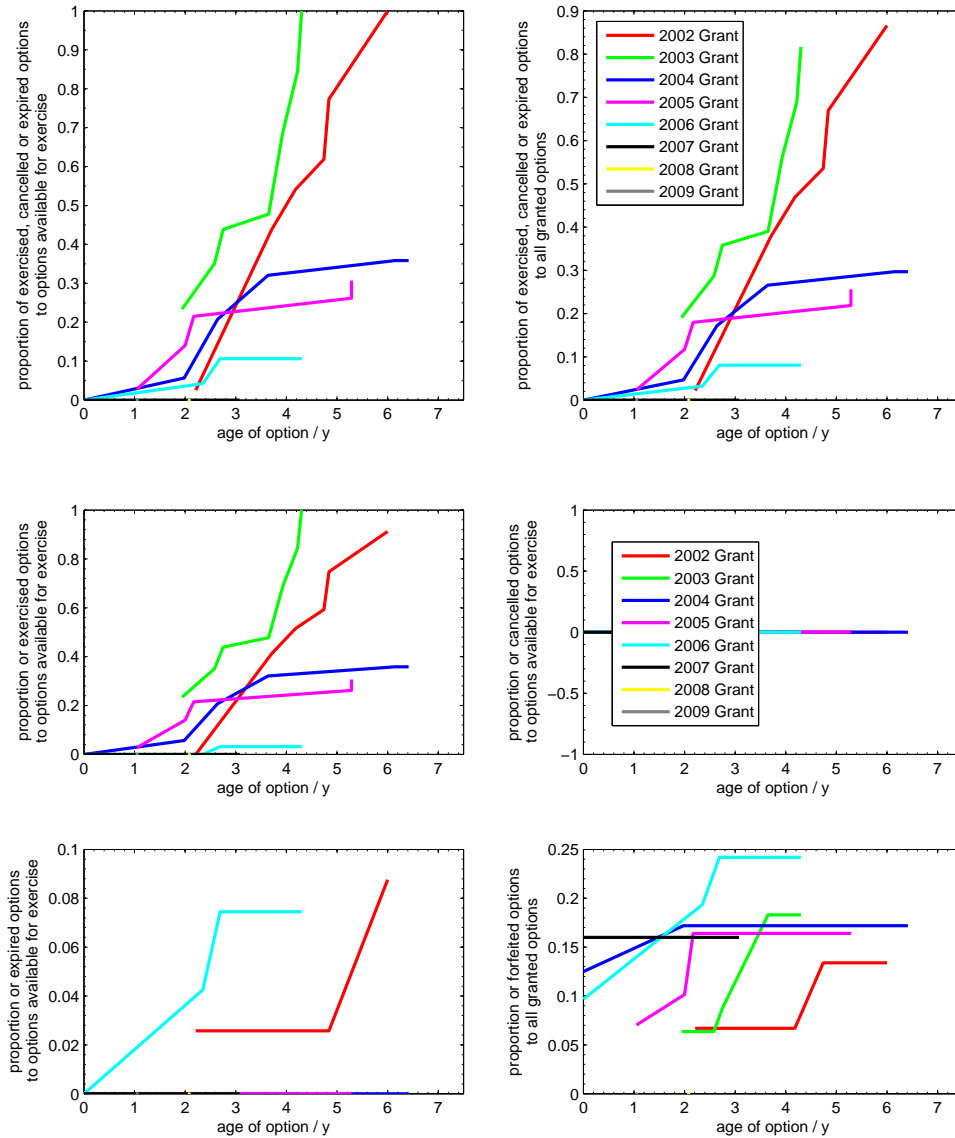 proportion of exercised, cancelled or expired options
to options available for exercise
1
0.9
0.8
0.7
0.6
0.5
0.4
0.3
0.2
0.1
0
0 1 2 3 4 5 6 7
age of option / y
proportion of exercised, cancelled or expired options
to all granted options
0.9
0.8
0.7
0.6
0.5
0.4
0.3
0.2
0.1
0
2002 Grant
2003 Grant
2004 Grant
2005 Grant
2006 Grant
2007 Grant
2008 Grant
2009 Grant
0 1 2 3 4 5 6 7
age of option / y
proportion or exercised options
to options available for exercise
1
0.8
0.6
0.4
0.2
0
0 1 2 3 4 5 6 7
age of option / y
proportion or cancelled options
to options available for exercise
1
0.5
0
−0.5
−1
2002 Grant
2003 Grant
2004 Grant
2005 Grant
2006 Grant
2007 Grant
2008 Grant
2009 Grant
0 1 2 3 4 5 6 7
age of option / y
proportion or expired options
to options available for exercise
0.1
0.08
0.06
0.04
0.02
0
0 1 2 3 4 5 6 7
age of option / y
proportion or forfeited options
to all granted options
0.25
0.2
0.15
0.1
0.05
0
0 1 2 3 4 5 6 7
age of option / y